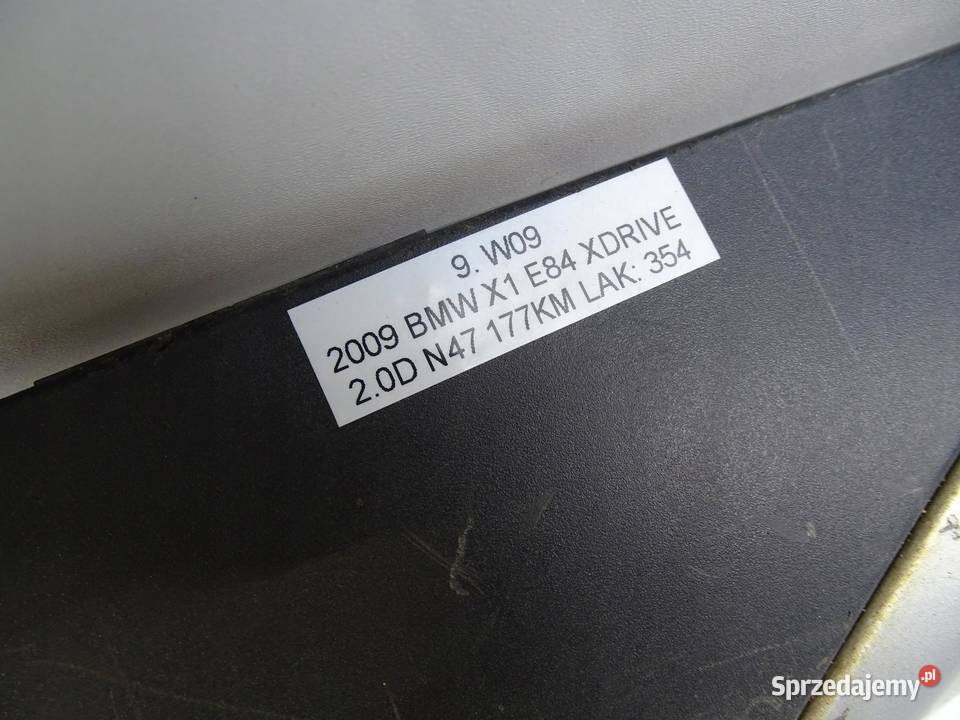 9. W09
2009 BMW X1 E84 XDRIVE
2.0D N47 177KM LAK: 354
Sprzedajemy.pl